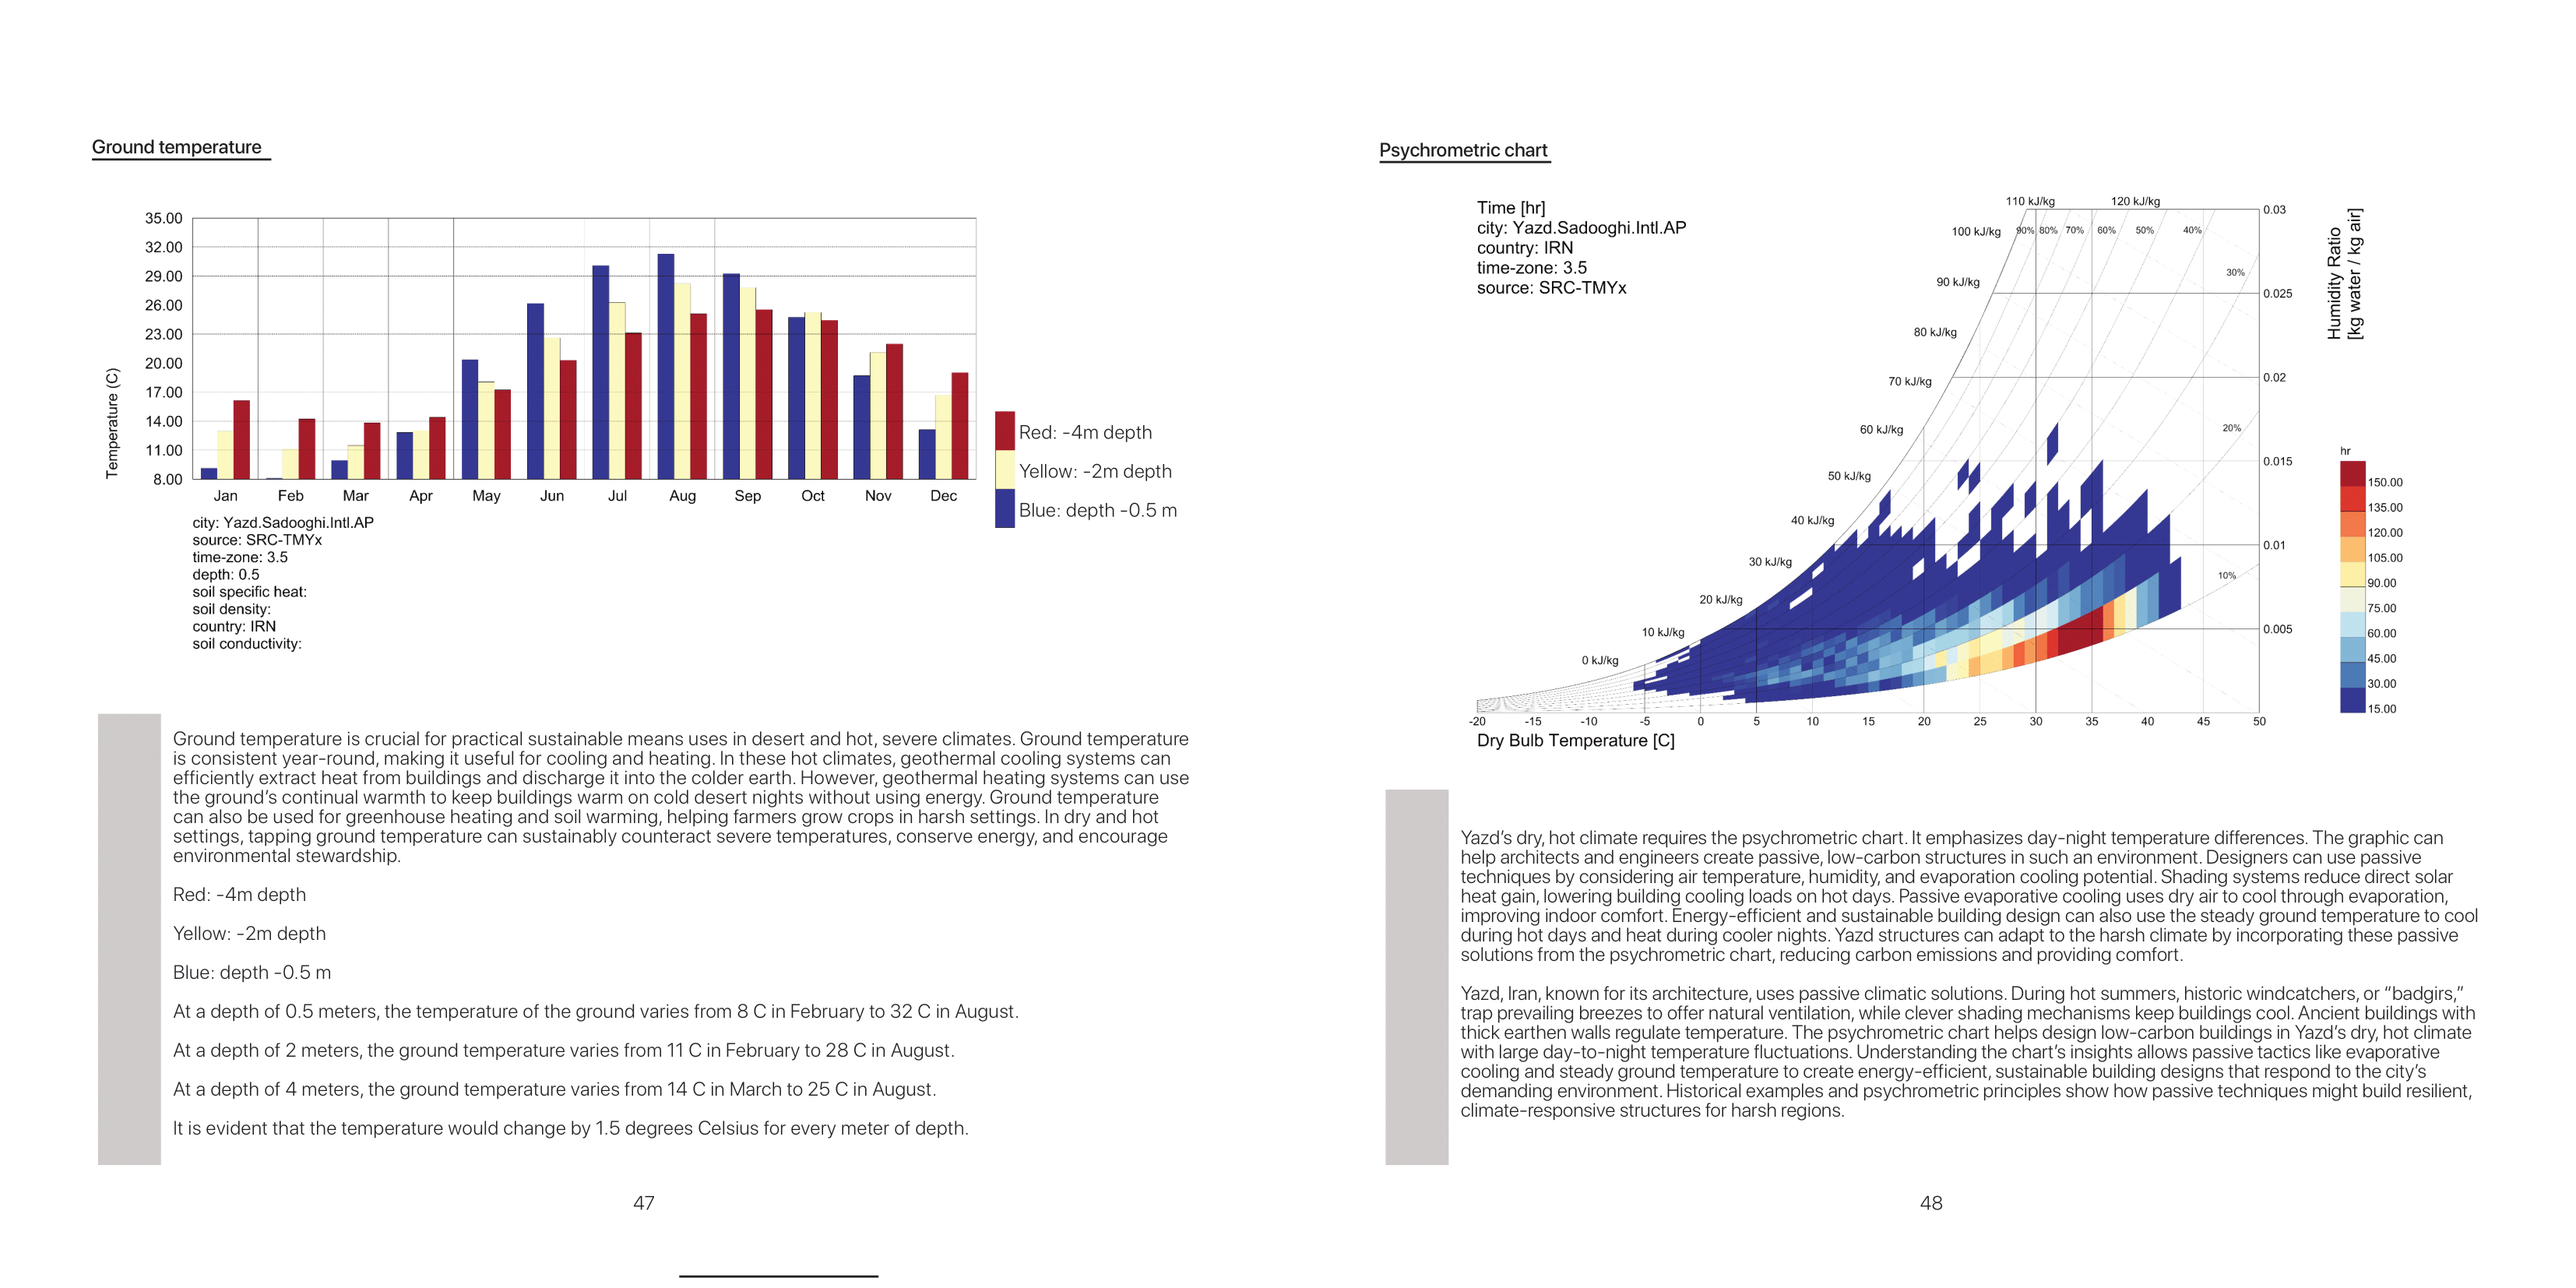 Ground temperature
35.00
32.00
29.00
26.00
23.00
20.00
17.00
14.00
11.00
8.00
Temperature (C)
Jan Feb Mar Apr May Jun Jul Aug Sep Oct Nov Dec
Red: -4m depth
Yellow: -2m depth
Blue: depth -0.5 m
city: Yazd.Sadooghi.Intl.AP
source: SRC-TMYx
time-zone: 3.5
depth: 0.5
soil specific heat:
soil density:
country: IRN
soil conductivity:
Ground temperature is crucial for practical sustainable means uses in desert and hot, severe climates. Ground temperature
is consistent year-round, making it useful for cooling and heating. In these hot climates, geothermal cooling systems can
efficiently extract heat from buildings and discharge it into the colder earth. However, geothermal heating systems can use
the ground's continual warmth to keep buildings warm on cold desert nights without using energy. Ground temperature
can also be used for greenhouse heating and soil warming, helping farmers grow crops in harsh settings. In dry and hot
settings, tapping ground temperature can sustainably counteract severe temperatures, conserve energy, and encourage
environmental stewardship.
Red: -4m depth
Yellow: -2m depth
Blue: depth -0.5 m
At a depth of 0.5 meters, the temperature of the ground varies from 8 C in February to 32 C in August.
At a depth of 2 meters, the ground temperature varies from 11 C in February to 28 C in August.
At a depth of 4 meters, the ground temperature varies from 14 C in March to 25 C in August.
It is evident that the temperature would change by 1.5 degrees Celsius for every meter of depth.
47
Psychrometric chart
Time [hr]
city: Yazd.Sadooghi.Intl.AP
country: IRN
time-zone: 3.5
source: SRC-TMYx
110 kJ/kg
120 kJ/kg
100 kJ/kg
90 kJ/kg
80 kJ/kg
70 kJ/kg
60 kJ/kg
50 kJ/kg
40 kJ/kg
30 kJ/kg
20 kJ/kg
10 kJ/kg
0 kJ/kg
90% 80% 70% 60% 50% 40%
30%
20%
10%
0.03
0.025
0.02
0.015
0.01
0.005
Humidity Ratio
[kg water / kg air]
hr
150.00
135.00
120.00
105.00
90.00
75.00
60.00
45.00
30.00
15.00
-20 -15 -10 -5 0 5 10 15 20 25 30 35 40 45 50
Dry Bulb Temperature [C]
Yazd's dry, hot climate requires the psychrometric chart. It emphasizes day-night temperature differences. The graphic can
help architects and engineers create passive, low-carbon structures in such an environment. Designers can use passive
techniques by considering air temperature, humidity, and evaporation cooling potential. Shading systems reduce direct solar
heat gain, lowering building cooling loads on hot days. Passive evaporative cooling uses dry air to cool through evaporation,
improving indoor comfort. Energy-efficient and sustainable building design can also use the steady ground temperature to cool
during hot days and heat during cooler nights. Yazd structures can adapt to the harsh climate by incorporating these passive
solutions from the psychrometric chart, reducing carbon emissions and providing comfort.
Yazd, Iran, known for its architecture, uses passive climatic solutions. During hot summers, historic windcatchers, or “badgirs,”
trap prevailing breezes to offer natural ventilation, while clever shading mechanisms keep buildings cool. Ancient buildings with
thick earthen walls regulate temperature. The psychrometric chart helps design low-carbon buildings in Yazd's dry, hot climate
with large day-to-night temperature fluctuations. Understanding the chart's insights allows passive tactics like evaporative
cooling and steady ground temperature to create energy-efficient, sustainable building designs that respond to the city's
demanding environment. Historical examples and psychrometric principles show how passive techniques might build resilient,
climate-responsive structures for harsh regions.
48